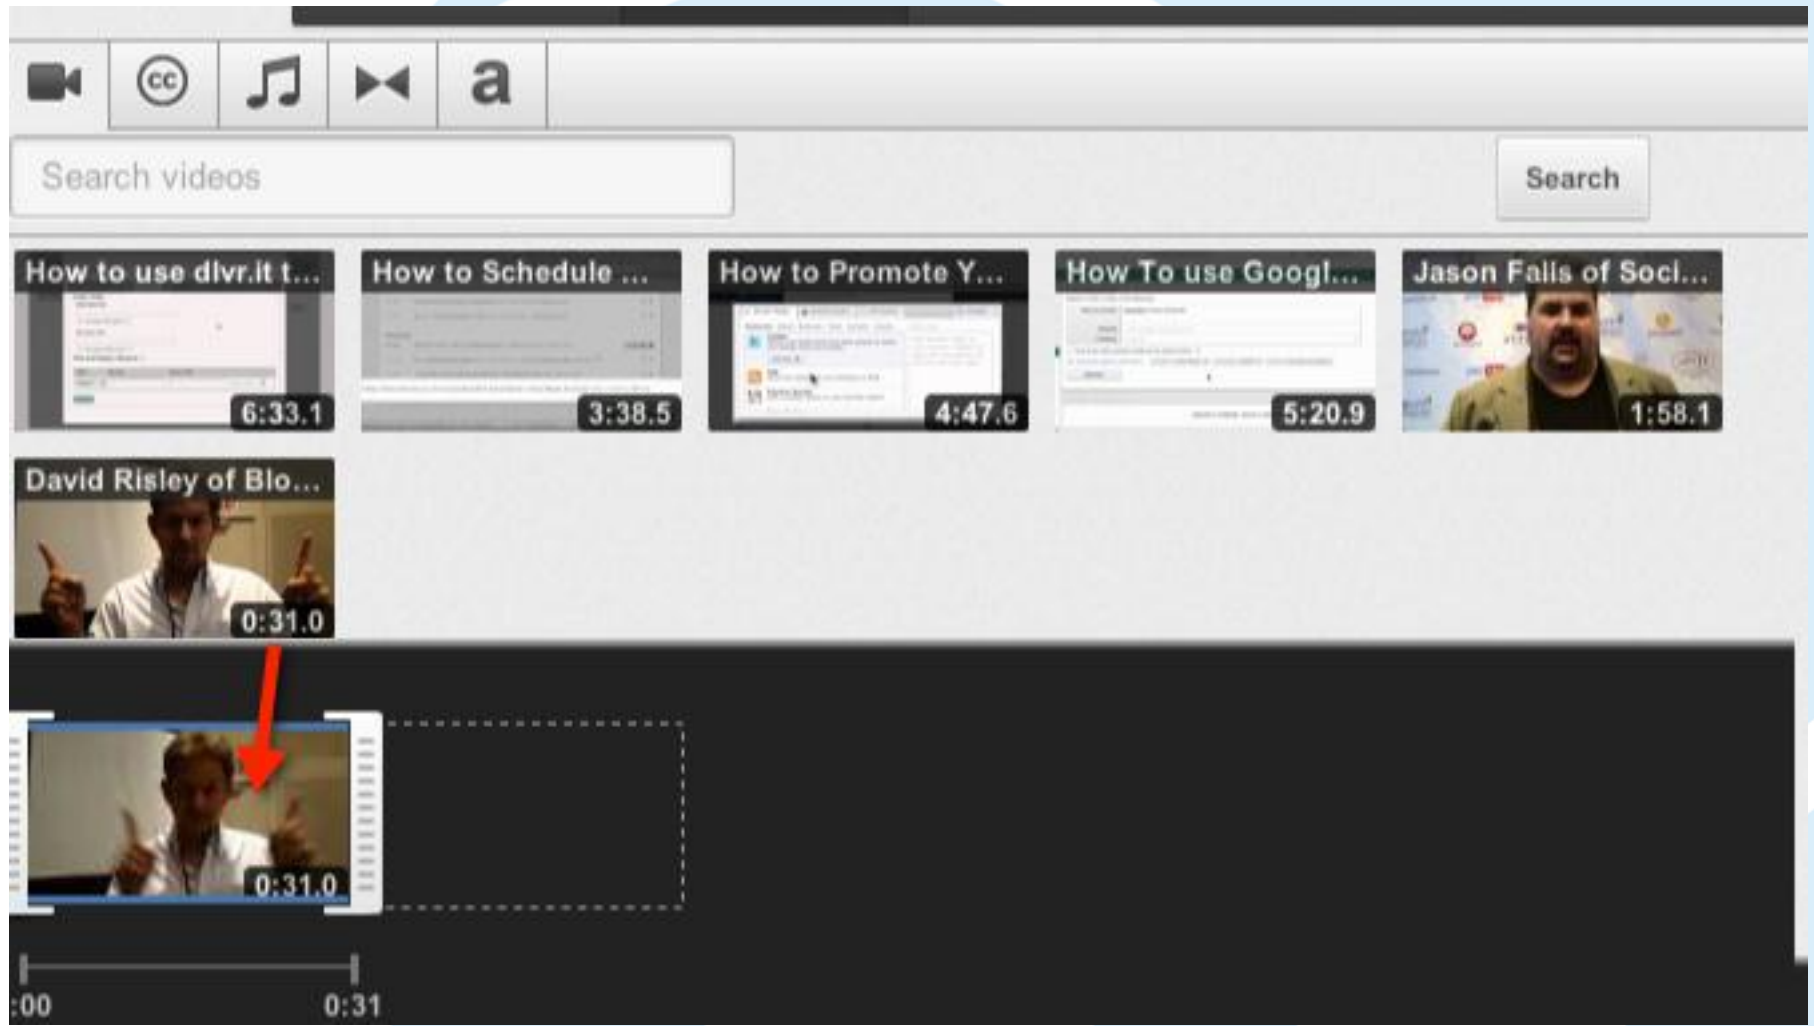 cc
a
Search videos
Search
How to use dlvr.it t...
How to Schedule ...
How to Promote Y...
How To use Googl...
Jason Falls of Soci...
6:33.1
3:38.5
4:47.6
5:20.9
1:58.1
David Risley of Blo...
0:31.0
0:31.0
:00
0:31